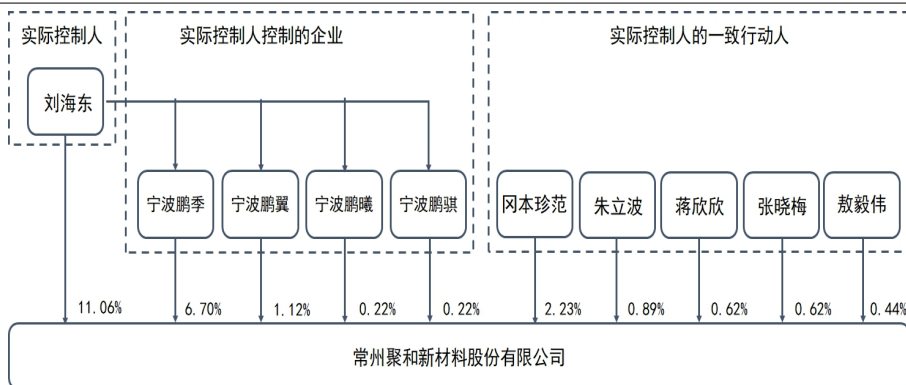 实际控制人
实际控制人控制的企业
实际控制人的一致行动人
刘海东
宁波鹏季
宁波鹏翼
宁波鹏曦
宁波鹏骐
冈本珍范
朱立波
蒋欣欣
张晓梅
敖毅伟
11.06%
6.70%
1.12%
0.22%
0.22%
2.23%
0.89%
0.62%
0.62%
0.44%
常州聚和新材料股份有限公司